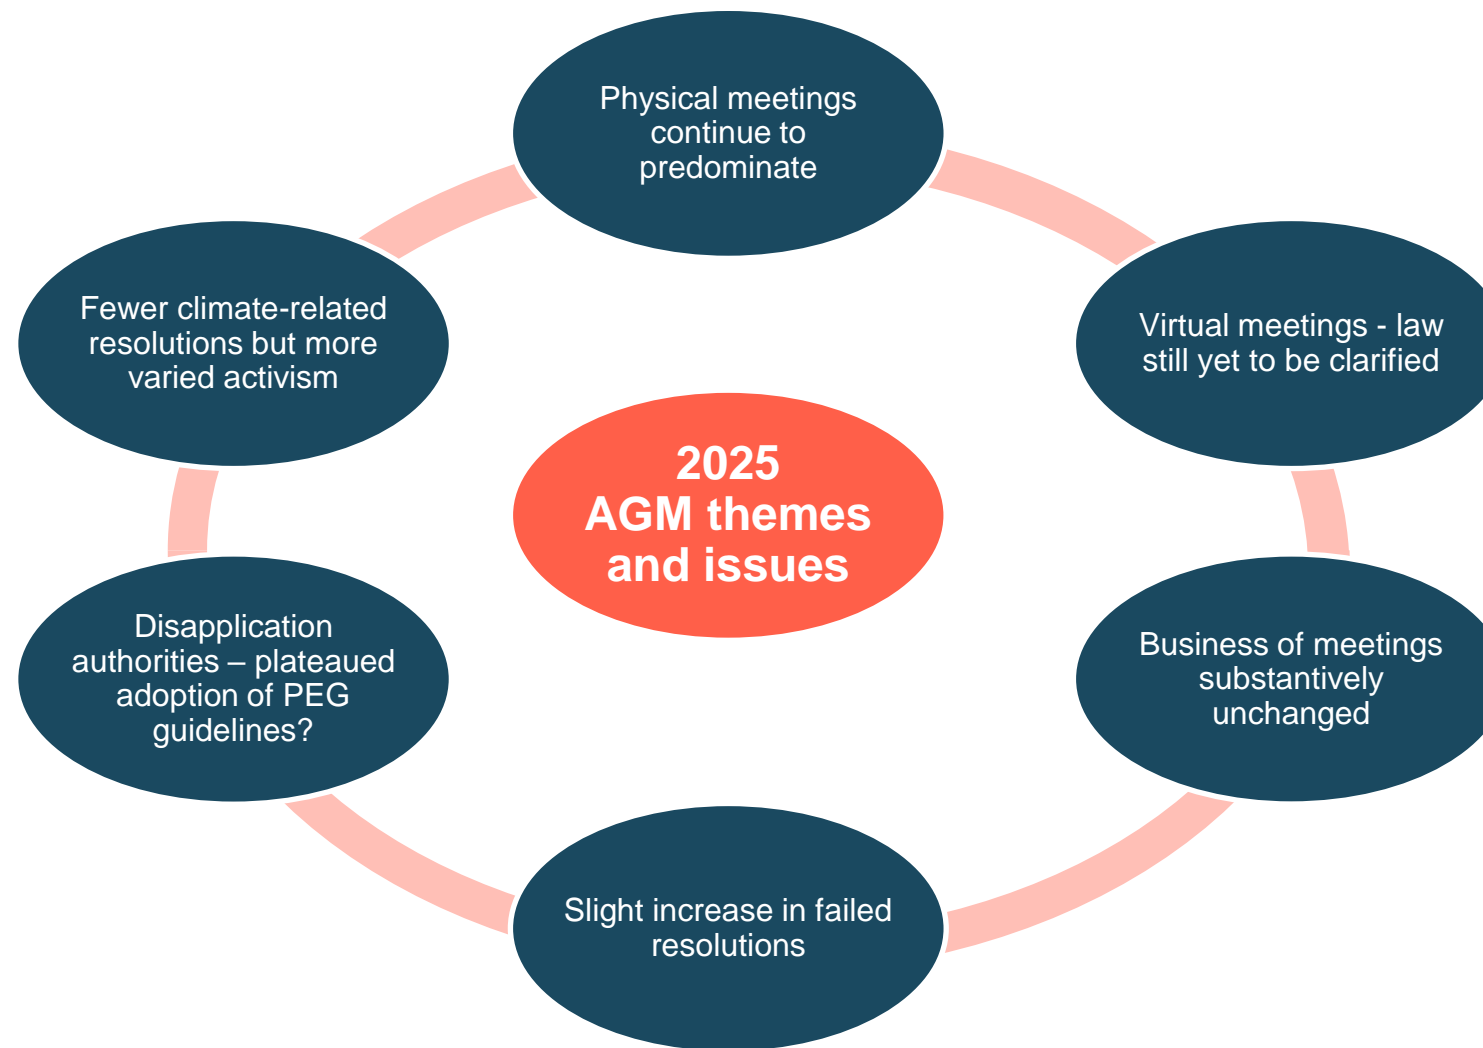 Physical meetings
continue to
predominate
Virtual meetings - law
still yet to be clarified
Business of meetings
substantively
unchanged
Slight increase in failed
resolutions
Disapplication
authorities – plateaued
adoption of PEG
guidelines?
Fewer climate-related
resolutions but more
varied activism
2025
AGM themes
and issues